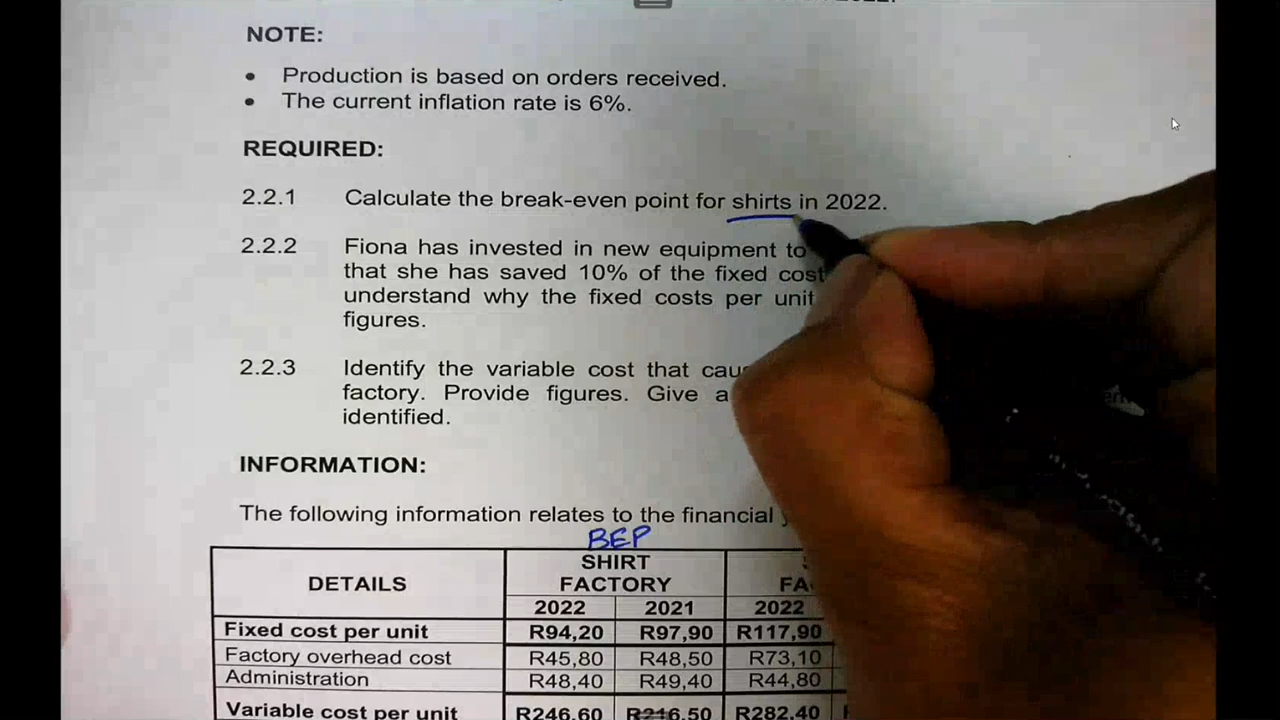 NOTE:
• Production is based on orders received.
• The current inflation rate is 6%.
REQUIRED:
2.2.1 Calculate the break-even point for shirts in 2022.
2.2.2 Fiona has invested in new equipment to
that she has saved 10% of the fixed cost
understand why the fixed costs per unit
figures.
2.2.3 Identify the variable cost that
factory. Provide figures. Give a
identified.
INFORMATION:
The following information relates to the financial
BEP
DETAILS SHIRT FACTORY
2022 2021 2022
Fixed cost per unit R94,20 R97,90 R117,90
Factory overhead cost R45,80 R48,50 R73,10
Administration R48,40 R49,40 R44,80
Variable cost per unit R246,60 R216,50 R282,40